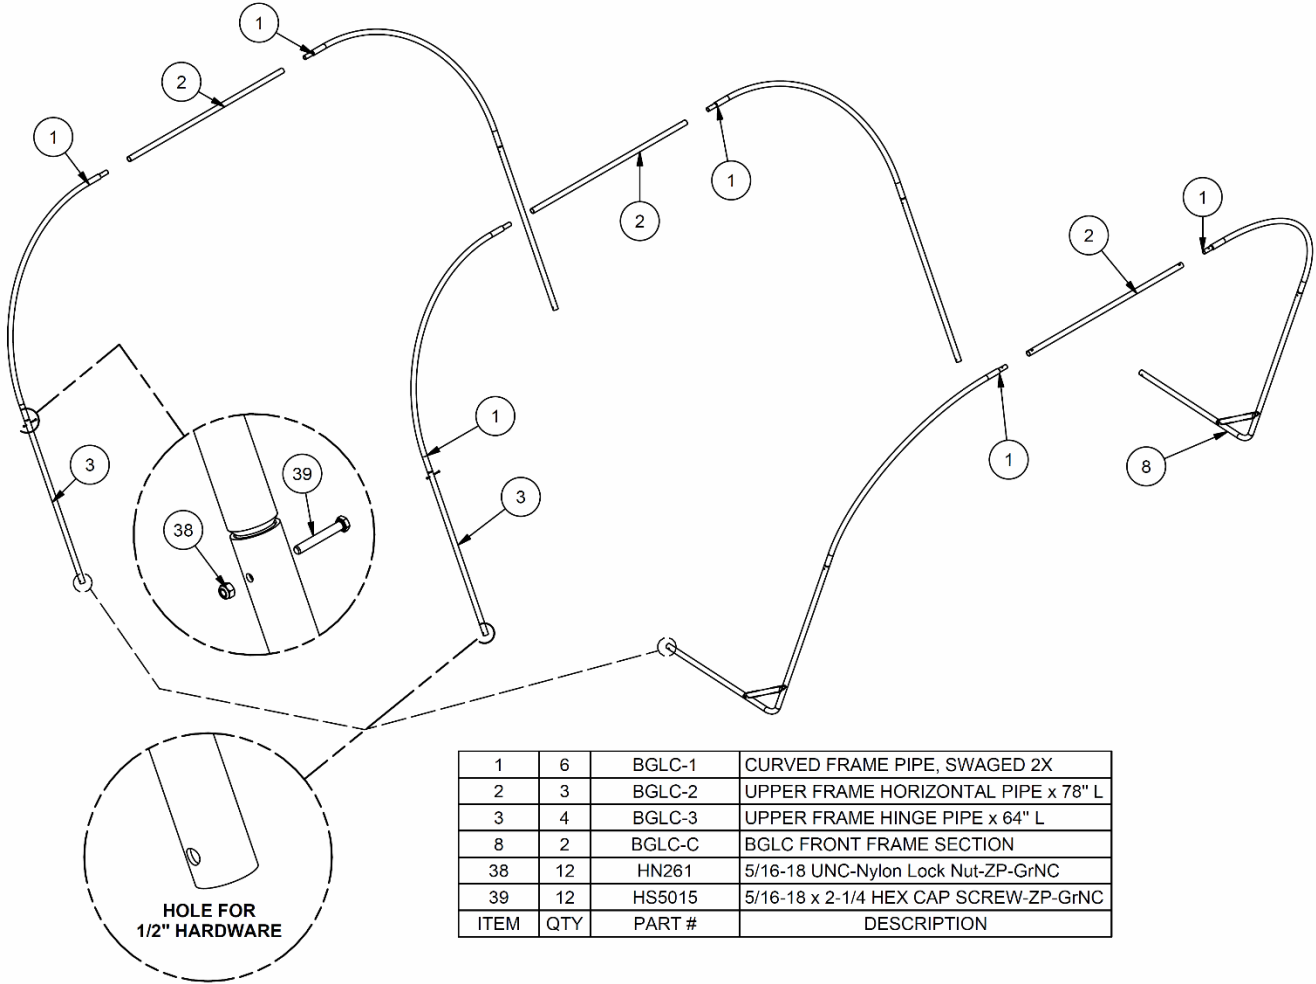 1
2
1
1
2
1
2
1
1
3
39
38
3
1
8
HOLE FOR
1/2" HARDWARE
1 6 BGLC-1 CURVED FRAME PIPE, SWAGED 2X
2 3 BGLC-2 UPPER FRAME HORIZONTAL PIPE x 78" L
3 4 BGLC-3 UPPER FRAME HINGE PIPE x 64" L
8 2 BGLC-C BGLC FRONT FRAME SECTION
38 12 HN261 5/16-18 UNC-Nylon Lock Nut-ZP-GrNC
39 12 HS5015 5/16-18 x 2-1/4 HEX CAP SCREW-ZP-GrNC
ITEM QTY PART # DESCRIPTION